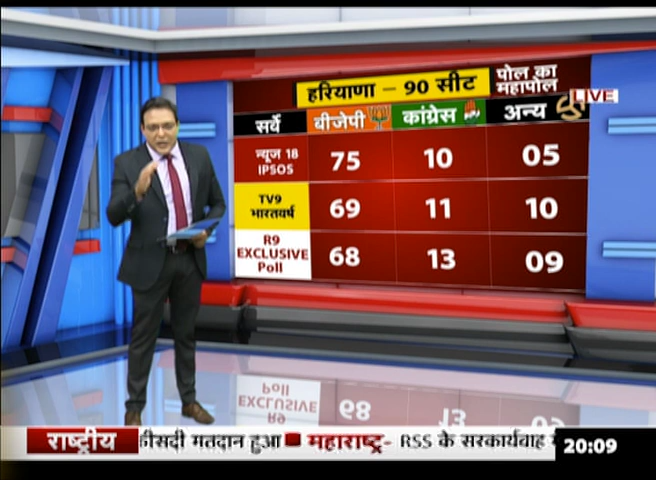 हरियाणा – 90 सीट
पोल का
महापोल
LIVE
सर्वे
बीजेपी
कांग्रेस
अन्य
न्यूज 18
IPSOS
75
10
05
TV9
भारतवर्ष
69
11
10
R9
EXCLUSIVE
Poll
68
13
09
राष्ट्रीय
फीसदी मतदान हुआ
महाराष्ट्र- RSS के सरकार्यवाह
20:09